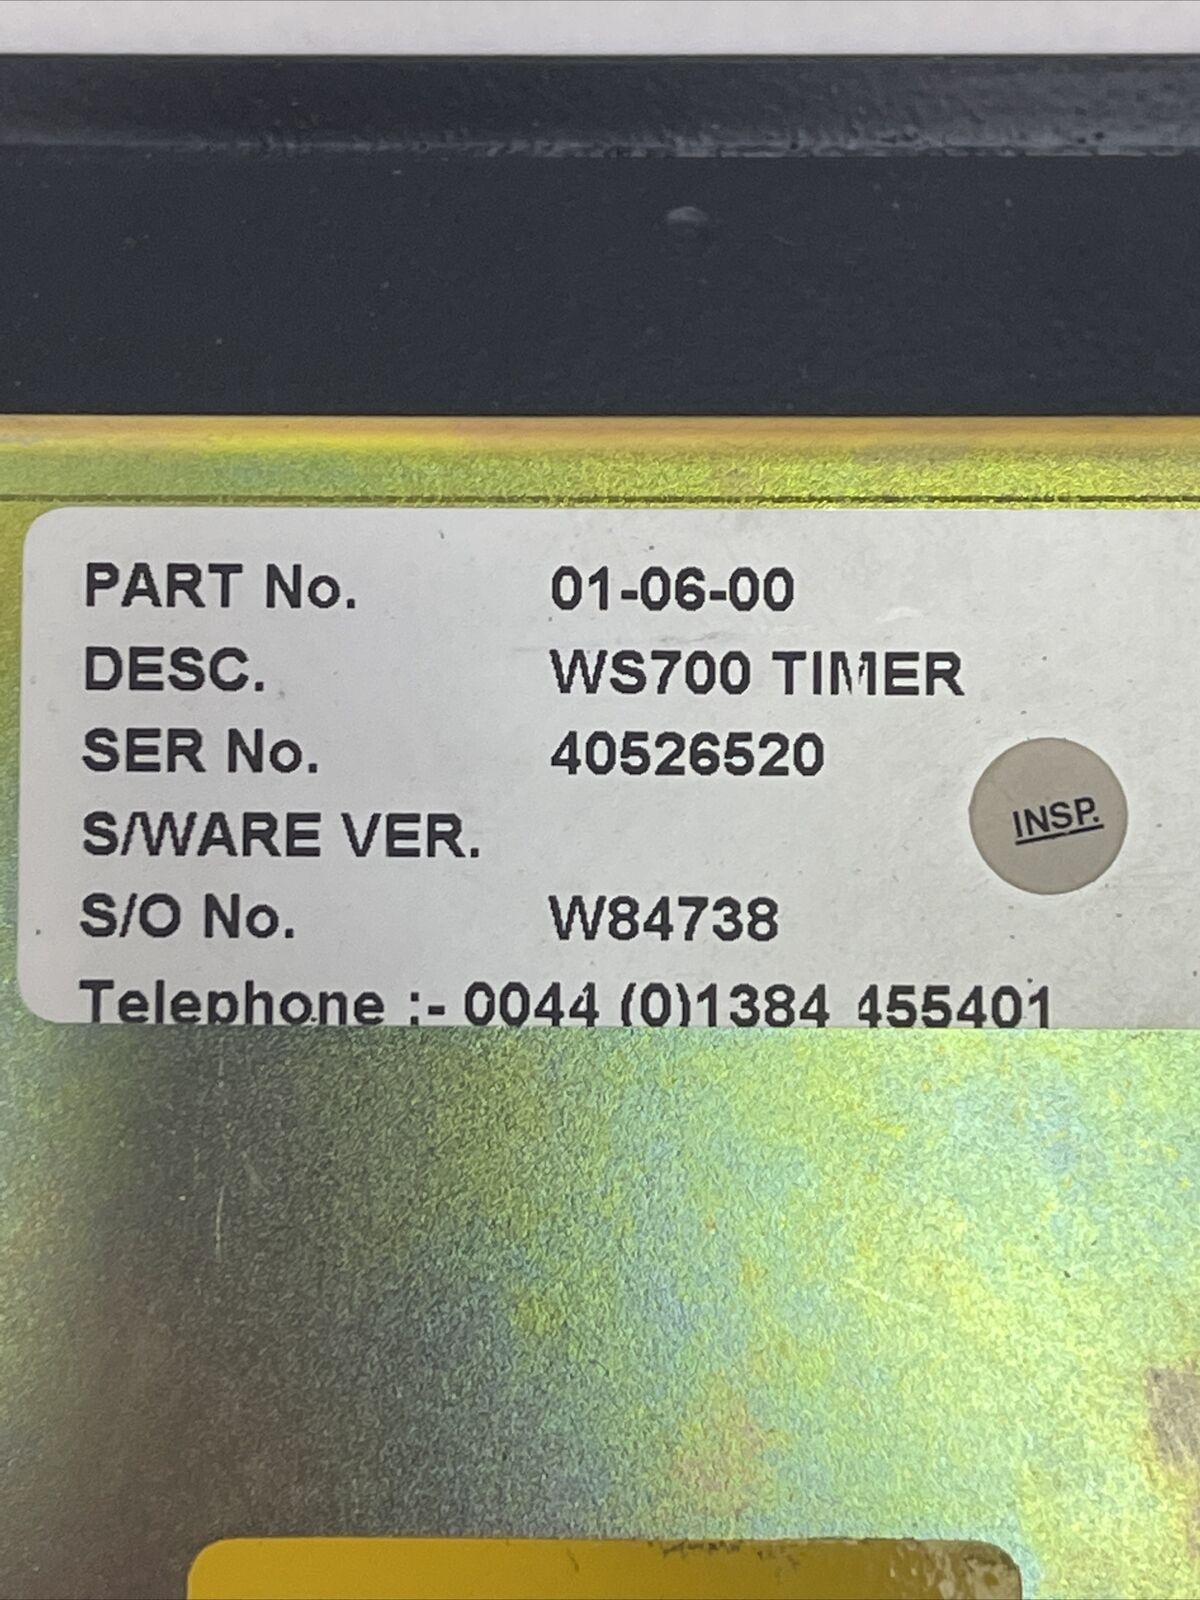 PART No. 01-06-00
DESC. WS700 TIMER
SER No. 40526520
S/WARE VER.
S/O No. W84738
INSP.
Telephone :- 0044 (0)1384 455401